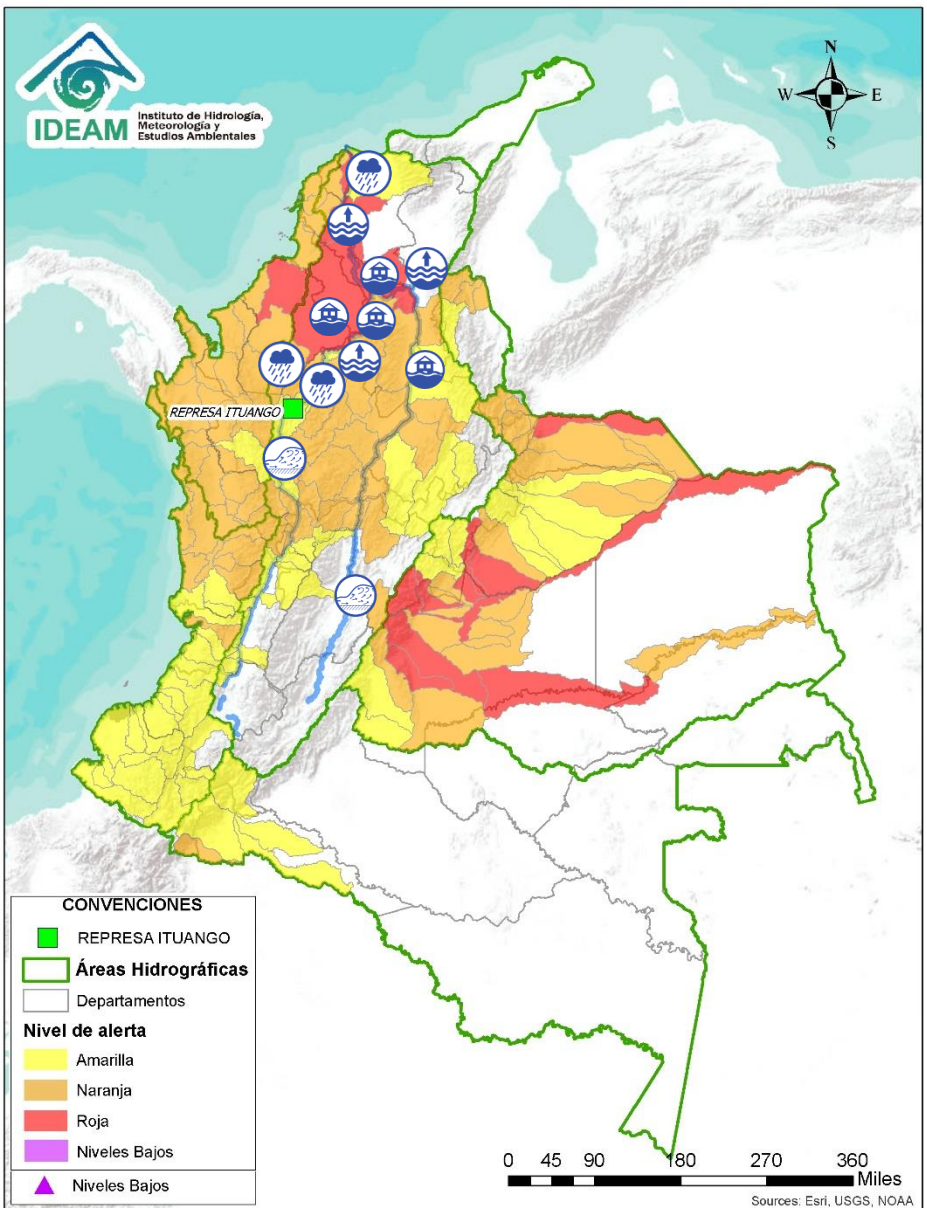 IDEAM
Instituto de Hidrología,
Meteorología y
Estudios Ambientales
N
W
E
S
REPRESA ITUANGO
CONVENCIONES
REPRESA ITUANGO
Áreas Hidrográficas
Departamentos
Nivel de alerta
Amarilla
Naranja
Roja
Niveles Bajos
Niveles Bajos
0 45 90 180 270 360
Miles
Sources: Esri, USGS, NOAA